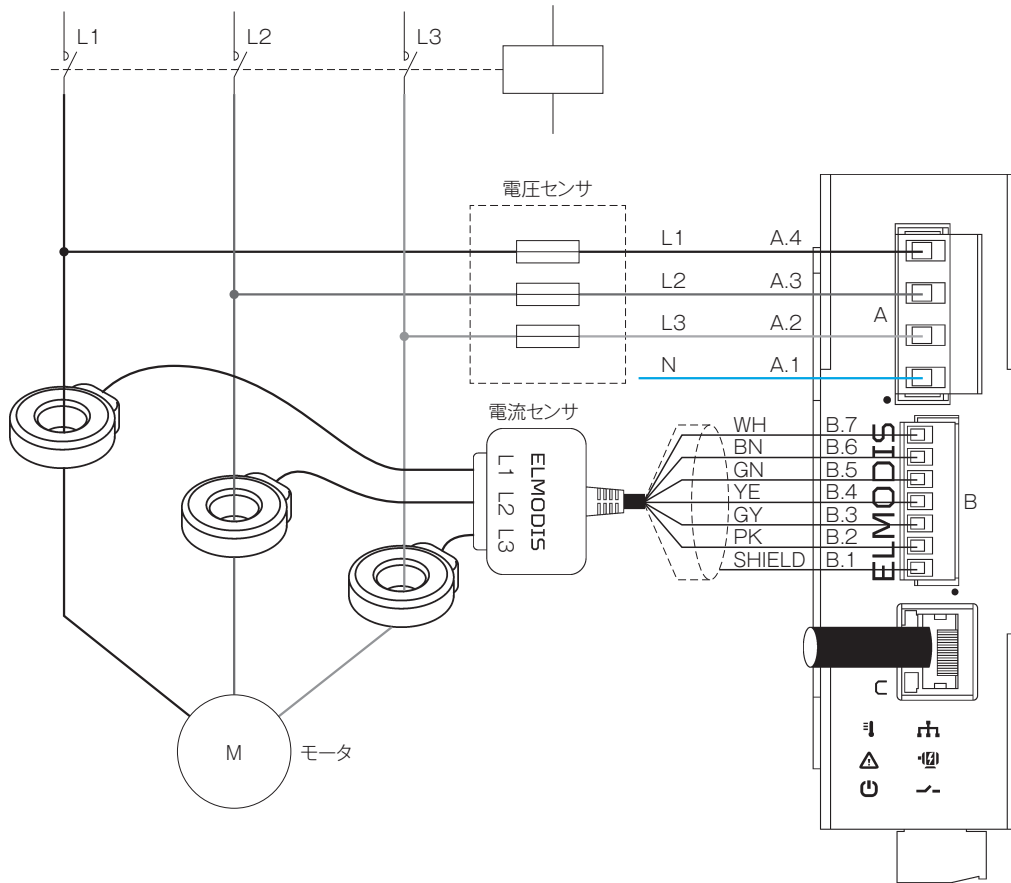 L1
L2
L3
電圧センサ
L1 A.4
L2 A.3
L3 A.2
N A.1
A
電流センサ
ELMODIS
L1 L2 L3
WH B.7
BN B.6
GN B.5
YE B.4
GY B.3
PK B.2
SHIELD B.1
ELMODIS
B
C
M
モータ